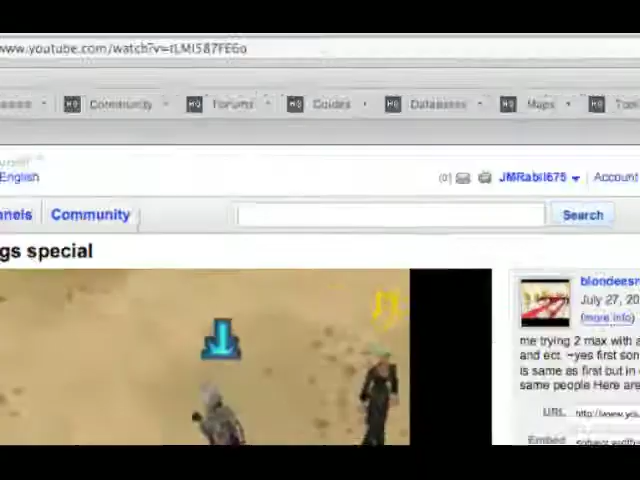 www.youtube.com/watch?v=
Community
Forums
Guides
Databases
Maps
English
(0) JMRabil675 Account
nels Community Search
gs special
July 27, 20
(more info)
me trying 2 max with a
and ect. ~yes first son
is same as first but in
same people Here are
URL http://www.you
Embed